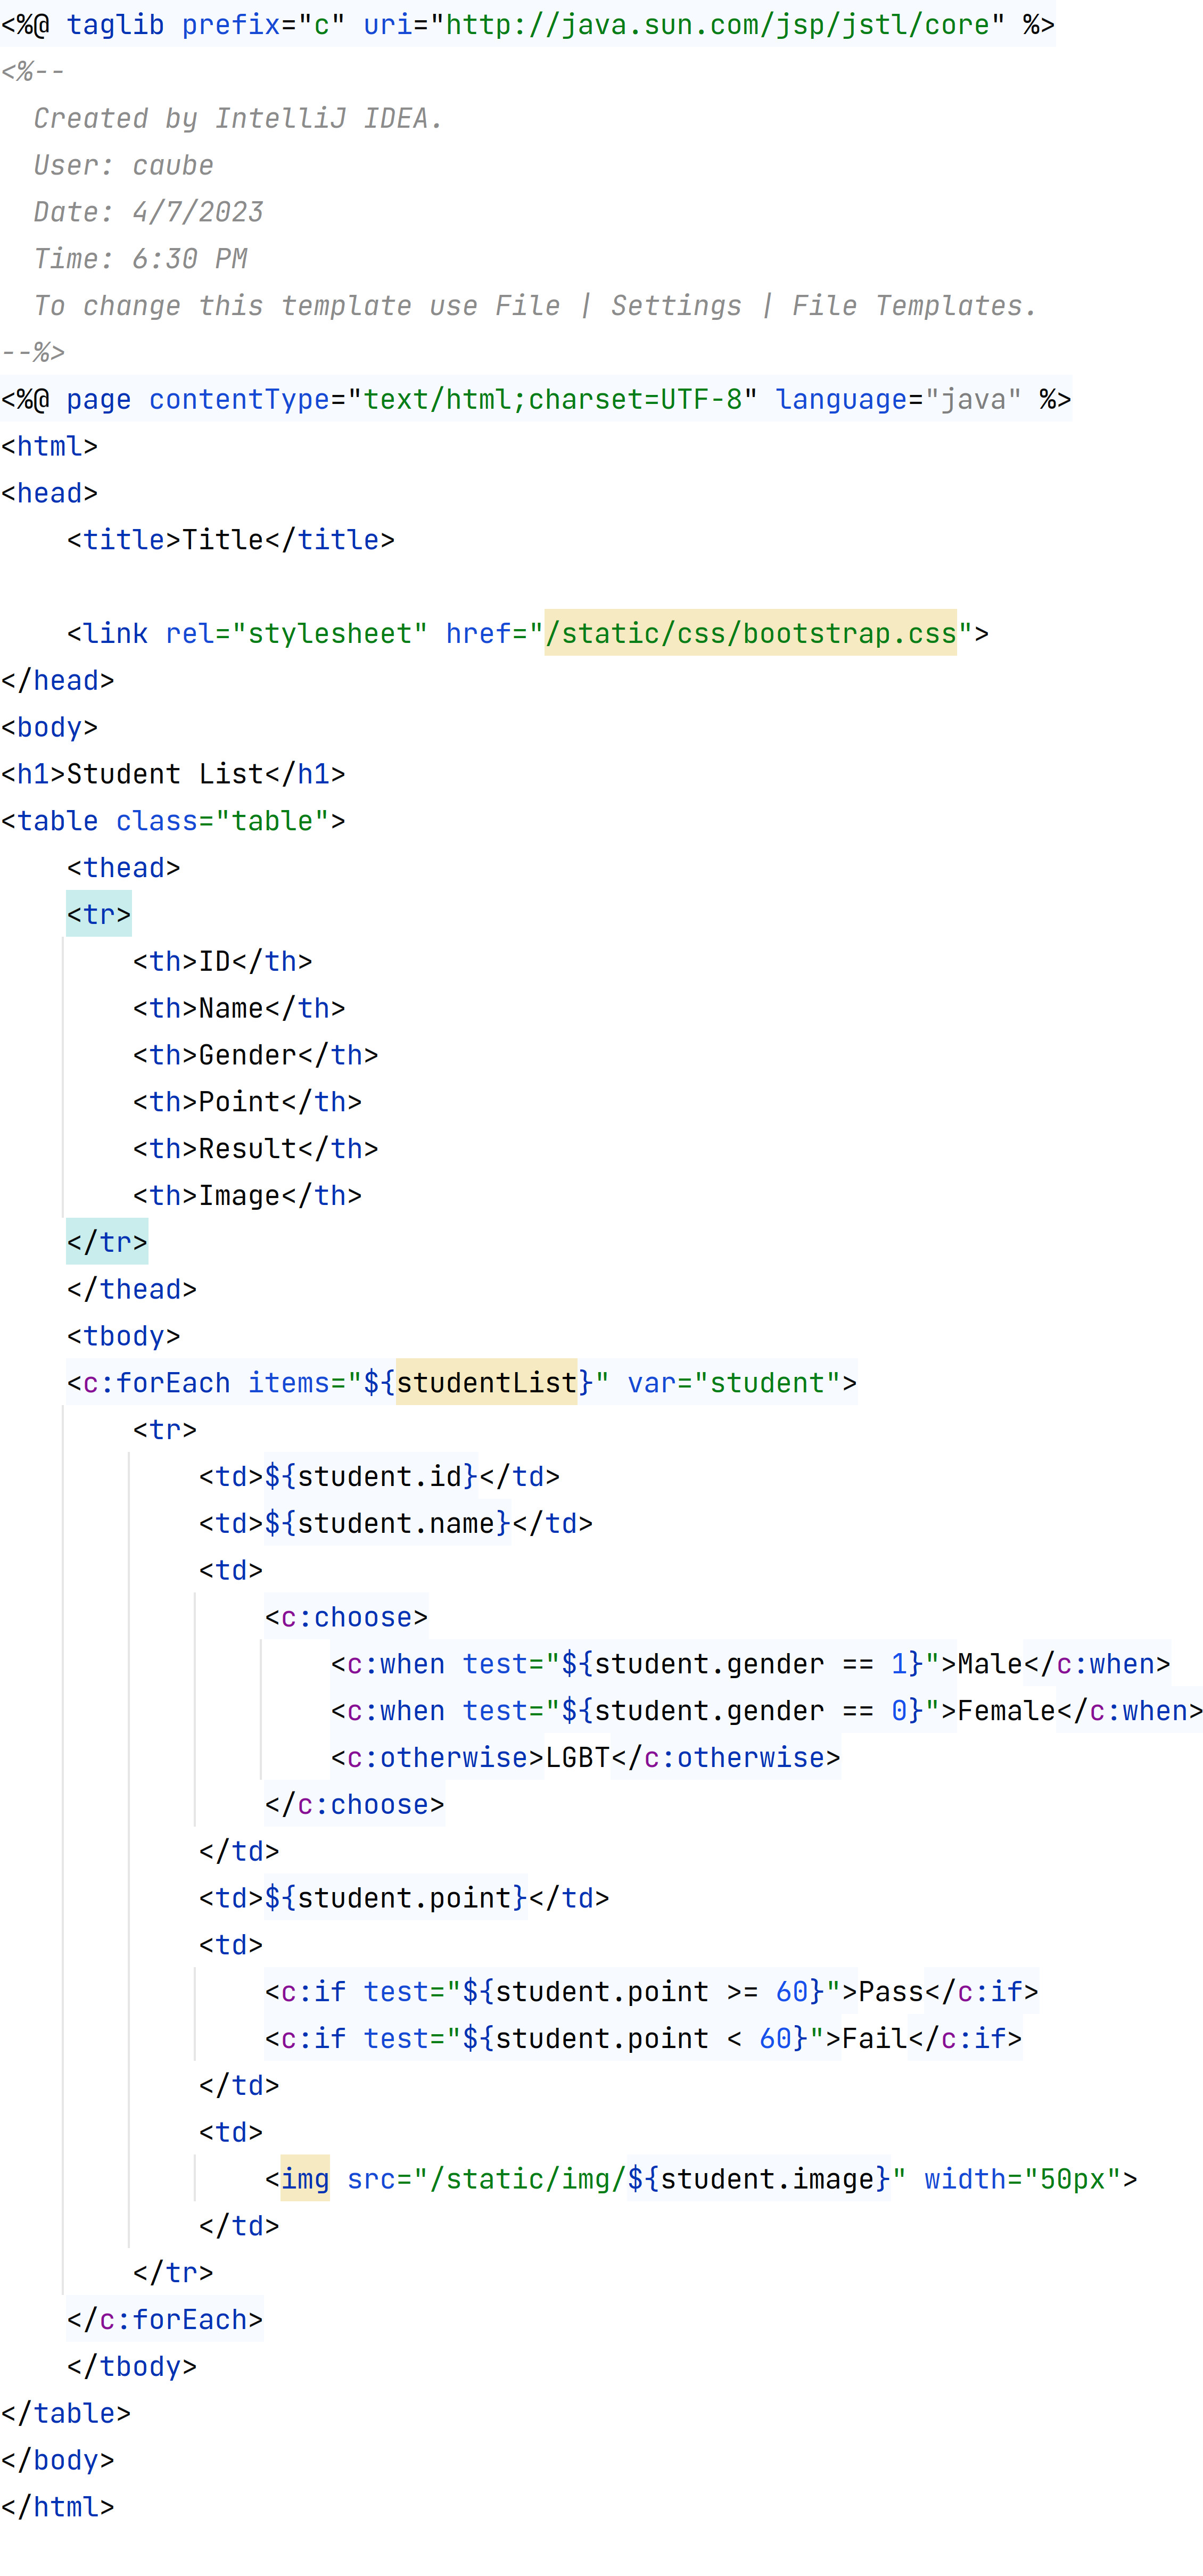 <%@ taglib prefix="c" uri="http://java.sun.com/jsp/jstl/core" %>
<%--
  Created by IntelliJ IDEA.
  User: caube
  Date: 4/7/2023
  Time: 6:30 PM
  To change this template use File | Settings | File Templates.
--%>
<%@ page contentType="text/html;charset=UTF-8" language="java" %>
<html>
<head>
    <title>Title</title>

    <link rel="stylesheet" href="/static/css/bootstrap.css">
</head>
<body>
<h1>Student List</h1>
<table class="table">
    <thead>
    <tr>
        <th>ID</th>
        <th>Name</th>
        <th>Gender</th>
        <th>Point</th>
        <th>Result</th>
        <th>Image</th>
    </tr>
    </thead>
    <tbody>
    <c:forEach items="${studentList}" var="student">
        <tr>
            <td>${student.id}</td>
            <td>${student.name}</td>
            <td>
                <c:choose>
                    <c:when test="${student.gender == 1}">Male</c:when>
                    <c:when test="${student.gender == 0}">Female</c:when>
                    <c:otherwise>LGBT</c:otherwise>
                </c:choose>
            </td>
            <td>${student.point}</td>
            <td>
                <c:if test="${student.point >= 60}">Pass</c:if>
                <c:if test="${student.point < 60}">Fail</c:if>
            </td>
            <td>
                <img src="/static/img/${student.image}" width="50px">
            </td>
        </tr>
    </c:forEach>
    </tbody>
</table>
</body>
</html>